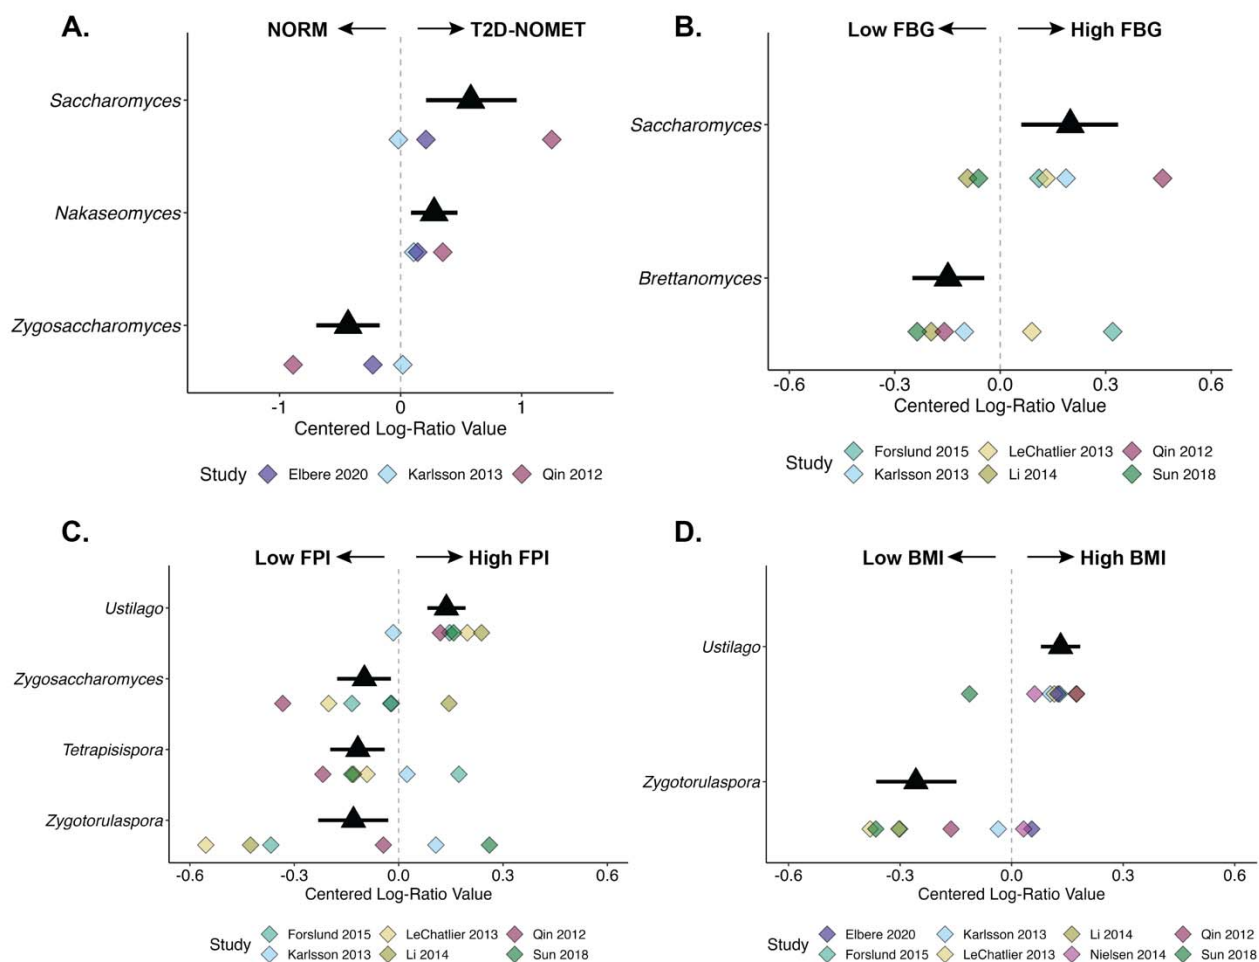 A.
NORM
T2D-NOMET
Saccharomyces
Nakaseomyces
Zygosaccharomyces
-1
0
1
Centered Log-Ratio Value
Study
Elbere 2020
Karlsson 2013
Qin 2012
B.
Low FBG
High FBG
Saccharomyces
Brettanomyces
-0.6
-0.3
0.0
0.3
0.6
Centered Log-Ratio Value
Study
Forslund 2015
LeChatlier 2013
Qin 2012
Karlsson 2013
Li 2014
Sun 2018
C.
Low FPI
High FPI
Ustilago
Zygosaccharomyces
Tetrapisispora
Zygotorulaspora
-0.6
-0.3
0.0
0.3
0.6
Centered Log-Ratio Value
Study
Forslund 2015
LeChatlier 2013
Qin 2012
Karlsson 2013
Li 2014
Sun 2018
D.
Low BMI
High BMI
Ustilago
Zygotorulaspora
-0.6
-0.3
0.0
0.3
0.6
Centered Log-Ratio Value
Study
Elbere 2020
Karlsson 2013
Li 2014
Qin 2012
Forslund 2015
LeChatlier 2013
Nielsen 2014
Sun 2018